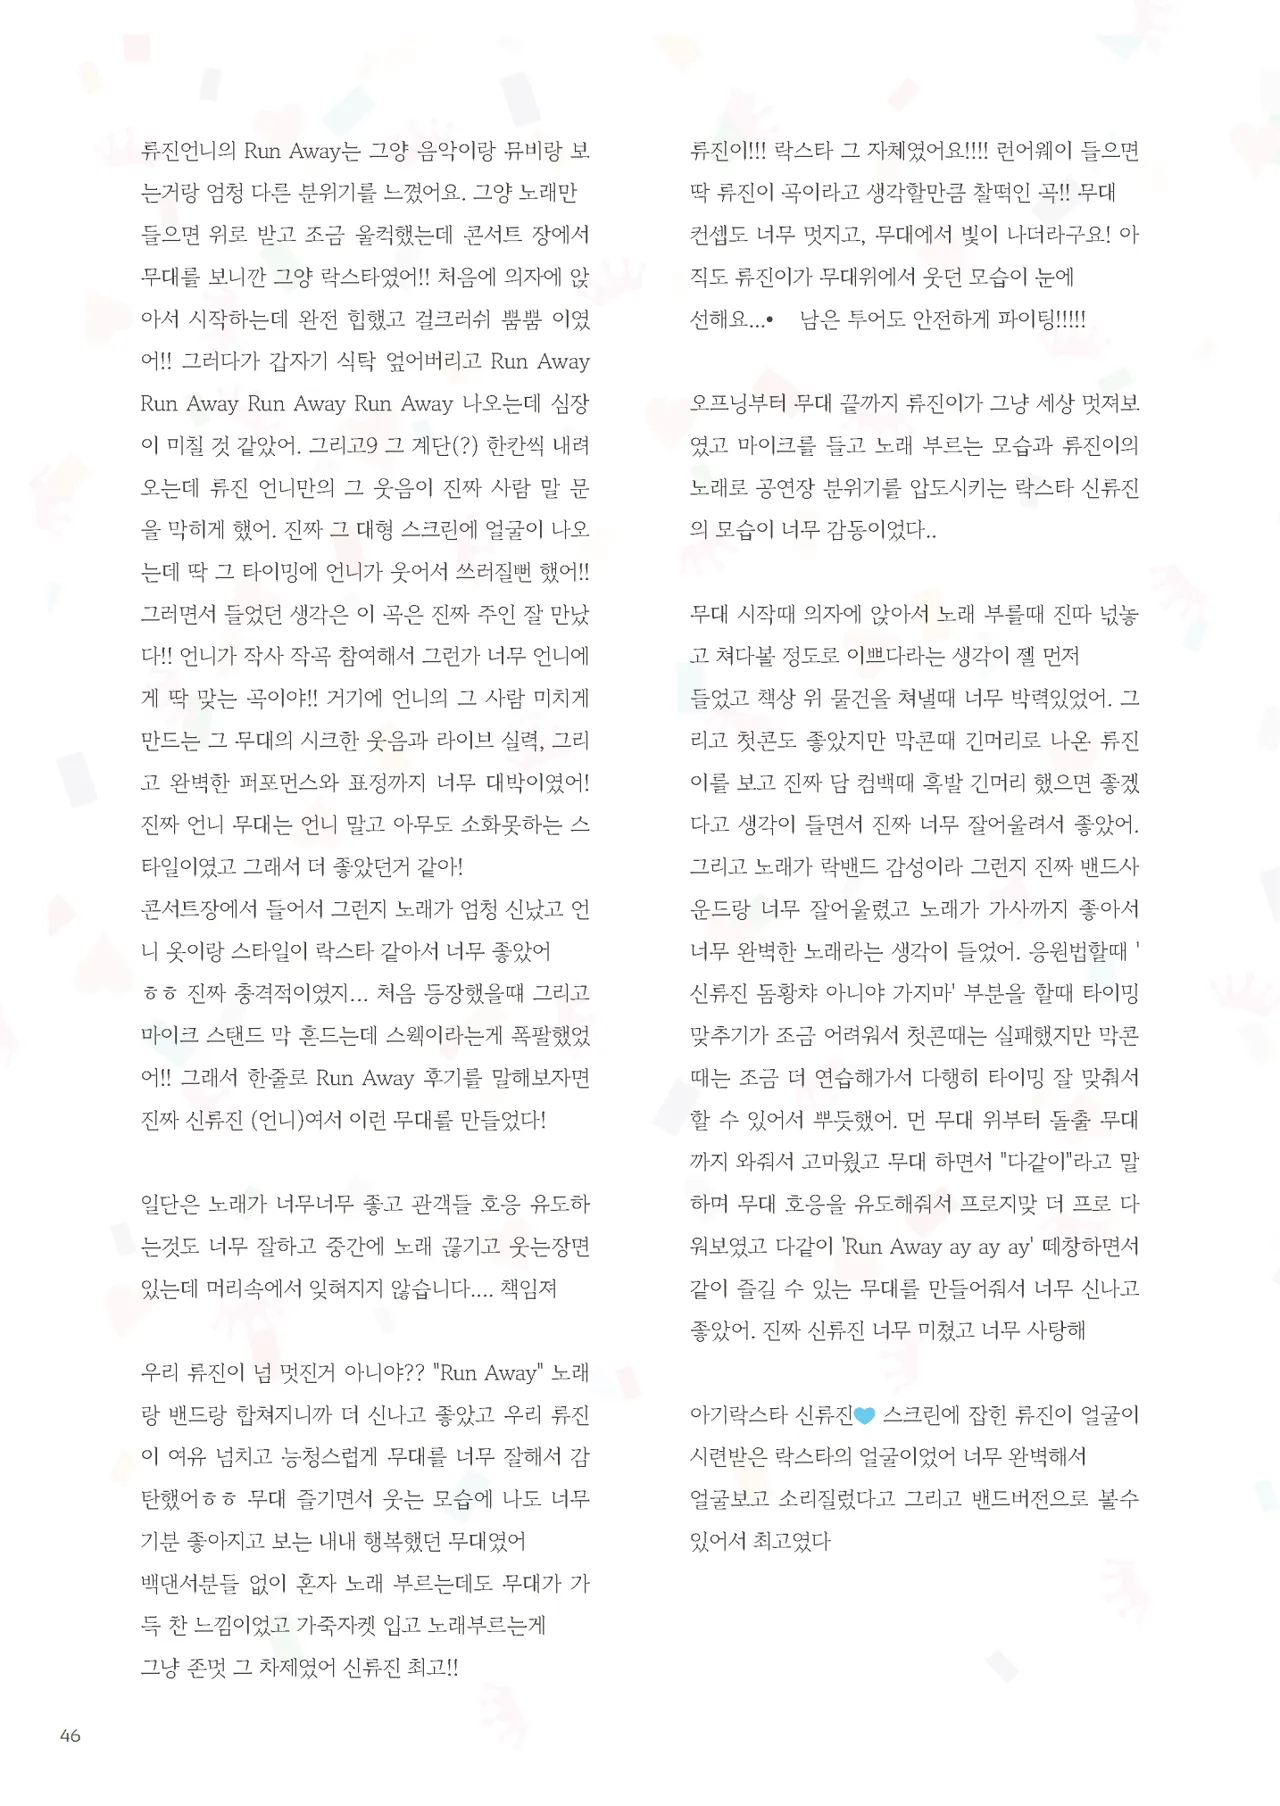 류진언니의 Run Away는 그양 음악이랑 뮤비랑 보
는거랑 엄청 다른 분위기를 느꼈어요. 그양 노래만
들으면 위로 받고 조금 울컥했는데 콘서트 장에서
무대를 보니깐 그양 락스타였어!! 처음에 의자에 앉
아서 시작하는데 완전 힙했고 걸크러쉬 뿜뿜 이였
어!! 그러다가 갑자기 식탁 엎어버리고 Run Away
Run Away Run Away Run Away 나오는데 심장
이 미칠 것 같았어. 그리고9 그 계단(?) 한칸씩 내려
오는데 류진 언니만의 그 웃음이 진짜 사람 말 문
을 막히게 했어. 진짜 그 대형 스크린에 얼굴이 나오
는데 딱 그 타이밍에 언니가 웃어서 쓰러질뻔 했어!!
그러면서 들었던 생각은 이 곡은 진짜 주인 잘 만났
다!! 언니가 작사 작곡 참여해서 그런가 너무 언니에
게 딱 맞는 곡이야!! 거기에 언니의 그 사람 미치게
만드는 그 무대의 시크한 웃음과 라이브 실력, 그리
고 완벽한 퍼포먼스와 표정까지 너무 대박이였어!
진짜 언니 무대는 언니 말고 아무도 소화못하는 스
타일이였고 그래서 더 좋았던거 같아!
콘서트장에서 들어서 그런지 노래가 엄청 신났고 언
니 옷이랑 스타일이 락스타 같아서 너무 좋았어
ㅎㅎ 진짜 충격적이였지... 처음 등장했을떄 그리고
마이크 스탠드 막 흔드는데 스웩이라는게 폭팔했었
어!! 그래서 한줄로 Run Away 후기를 말해보자면
진짜 신류진 (언니)여서 이런 무대를 만들었다!

일단은 노래가 너무너무 좋고 관객들 호응 유도하
는것도 너무 잘하고 중간에 노래 끊기고 웃는장면
있는데 머리속에서 잊혀지지 않습니다.... 책임져

우리 류진이 넘 멋진거 아니야?? "Run Away" 노래
랑 밴드랑 합쳐지니까 더 신나고 좋았고 우리 류진
이 여유 넘치고 능청스럽게 무대를 너무 잘해서 감
탄했어ㅎㅎ 무대 즐기면서 웃는 모습에 나도 너무
기분 좋아지고 보는 내내 행복했던 무대였어
백댄서분들 없이 혼자 노래 부르는데도 무대가 가
득 찬 느낌이었고 가죽자켓 입고 노래부르는게
그냥 존멋 그 차제였어 신류진 최고!!

류진이!!! 락스타 그 자체였어요!!!! 런어웨이 들으면
딱 류진이 곡이라고 생각할만큼 찰떡인 곡!! 무대
컨셉도 너무 멋지고, 무대에서 빛이 나더라구요! 아
직도 류진이가 무대위에서 웃던 모습이 눈에
선해요...• 남은 투어도 안전하게 파이팅!!!!!

오프닝부터 무대 끝까지 류진이가 그냥 세상 멋져보
였고 마이크를 들고 노래 부르는 모습과 류진이의
노래로 공연장 분위기를 압도시키는 락스타 신류진
의 모습이 너무 감동이었다..

무대 시작때 의자에 앉아서 노래 부를때 진따 넋놓
고 쳐다볼 정도로 이쁘다라는 생각이 젤 먼저
들었고 책상 위 물건을 쳐낼때 너무 박력있었어. 그
리고 첫콘도 좋았지만 막콘때 긴머리로 나온 류진
이를 보고 진짜 담 컴백때 흑발 긴머리 했으면 좋겠
다고 생각이 들면서 진짜 너무 잘어울려서 좋았어.
그리고 노래가 락밴드 감성이라 그런지 진짜 밴드사
운드랑 너무 잘어울렸고 노래가 가사까지 좋아서
너무 완벽한 노래라는 생각이 들었어. 응원법할때 '
신류진 돔황챠 아니야 가지마' 부분을 할때 타이밍
맞추기가 조금 어려워서 첫콘때는 실패했지만 막콘
때는 조금 더 연습해가서 다행히 타이밍 잘 맞춰서
할 수 있어서 뿌듯했어. 먼 무대 위부터 돌출 무대
까지 와줘서 고마웠고 무대 하면서 "다같이"라고 말
하며 무대 호응을 유도해줘서 프로지맞 더 프로 다
워보였고 다같이 'Run Away ay ay ay' 떼창하면서
같이 즐길 수 있는 무대를 만들어줘서 너무 신나고
좋았어. 진짜 신류진 너무 미쳤고 너무 사탕해

아기락스타 신류진🩵 스크린에 잡힌 류진이 얼굴이
시련받은 락스타의 얼굴이었어 너무 완벽해서
얼굴보고 소리질렀다고 그리고 밴드버전으로 볼수
있어서 최고였다
46